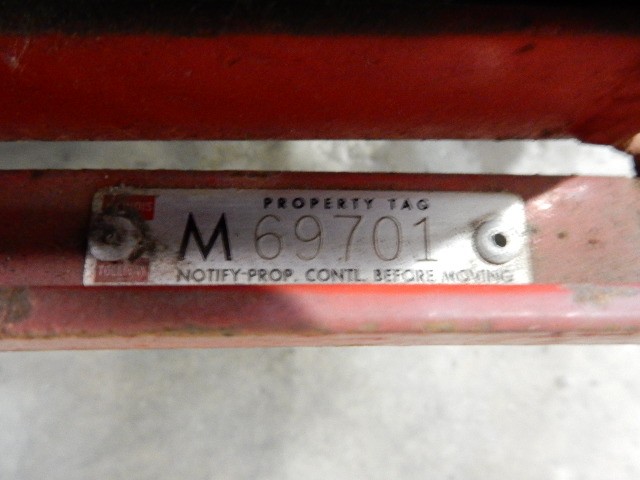 PROPERTY TAG
M 69701
NOTIFY-PROP. CONTL. BEFORE MOVING